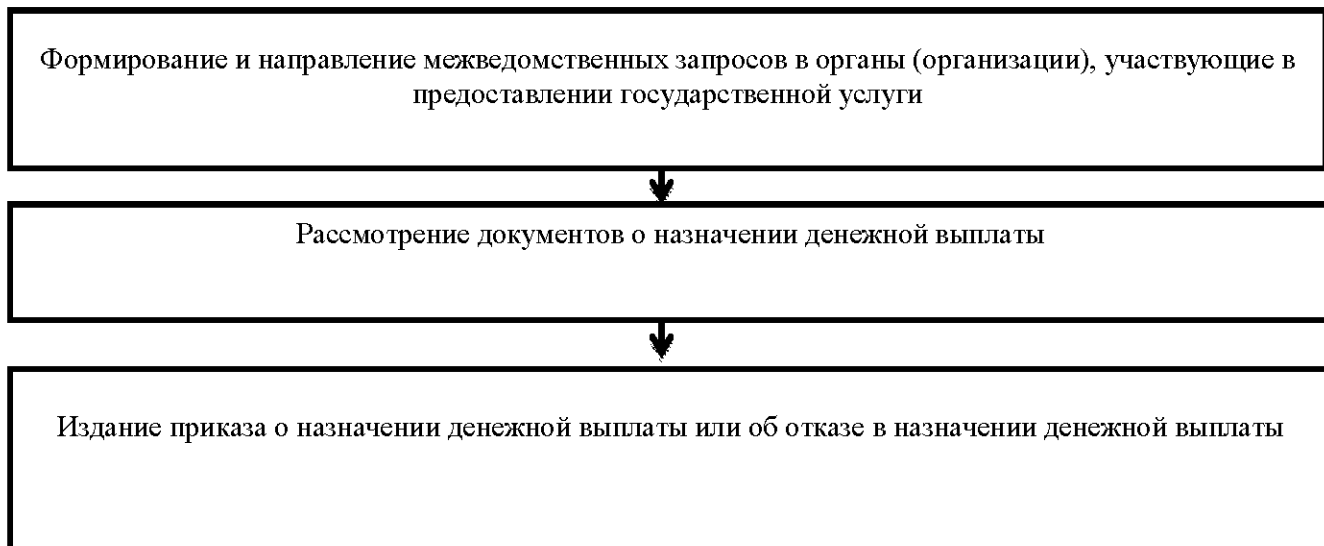 Формирование и направление межведомственных запросов в органы (организации), участвующие в
предоставлении государственной услуги
Рассмотрение документов о назначении денежной выплаты
Издание приказа о назначении денежной выплаты или об отказе в назначении денежной выплаты